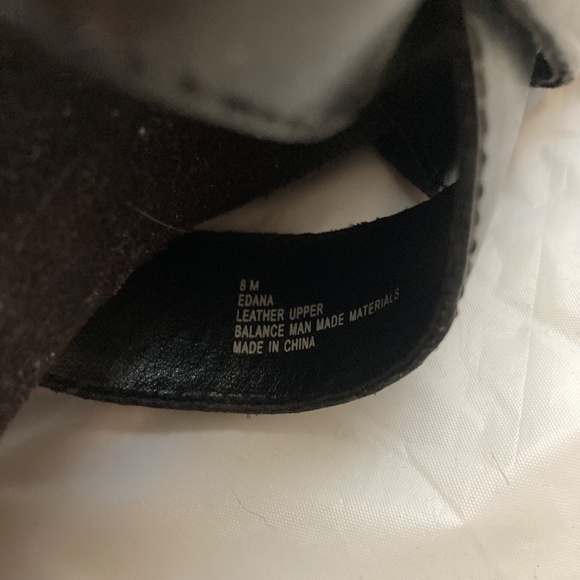 8 M
EDANA
LEATHER UPPER
BALANCE MAN MADE MATERIALS
MADE IN CHINA